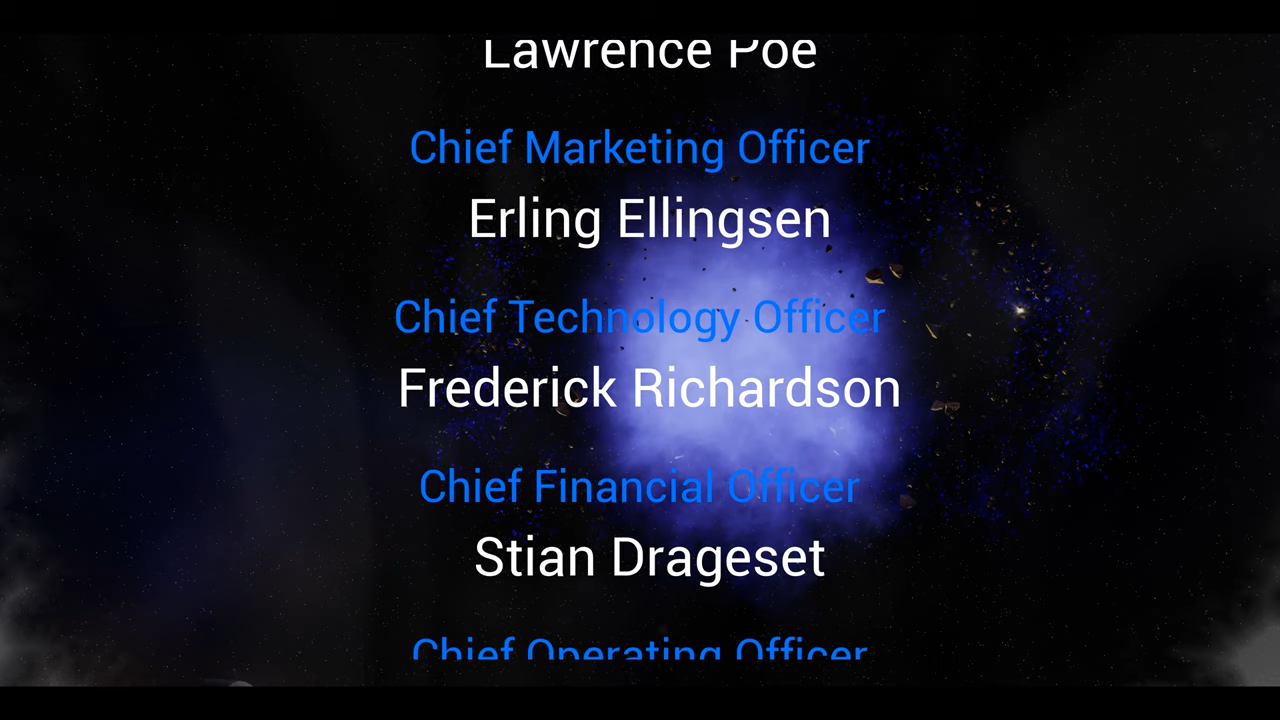 Lawrence Poe
Chief Marketing Officer
Erling Ellingsen
Chief Technology Officer
Frederick Richardson
Chief Financial Officer
Stian Drageset
Chief Operating Officer